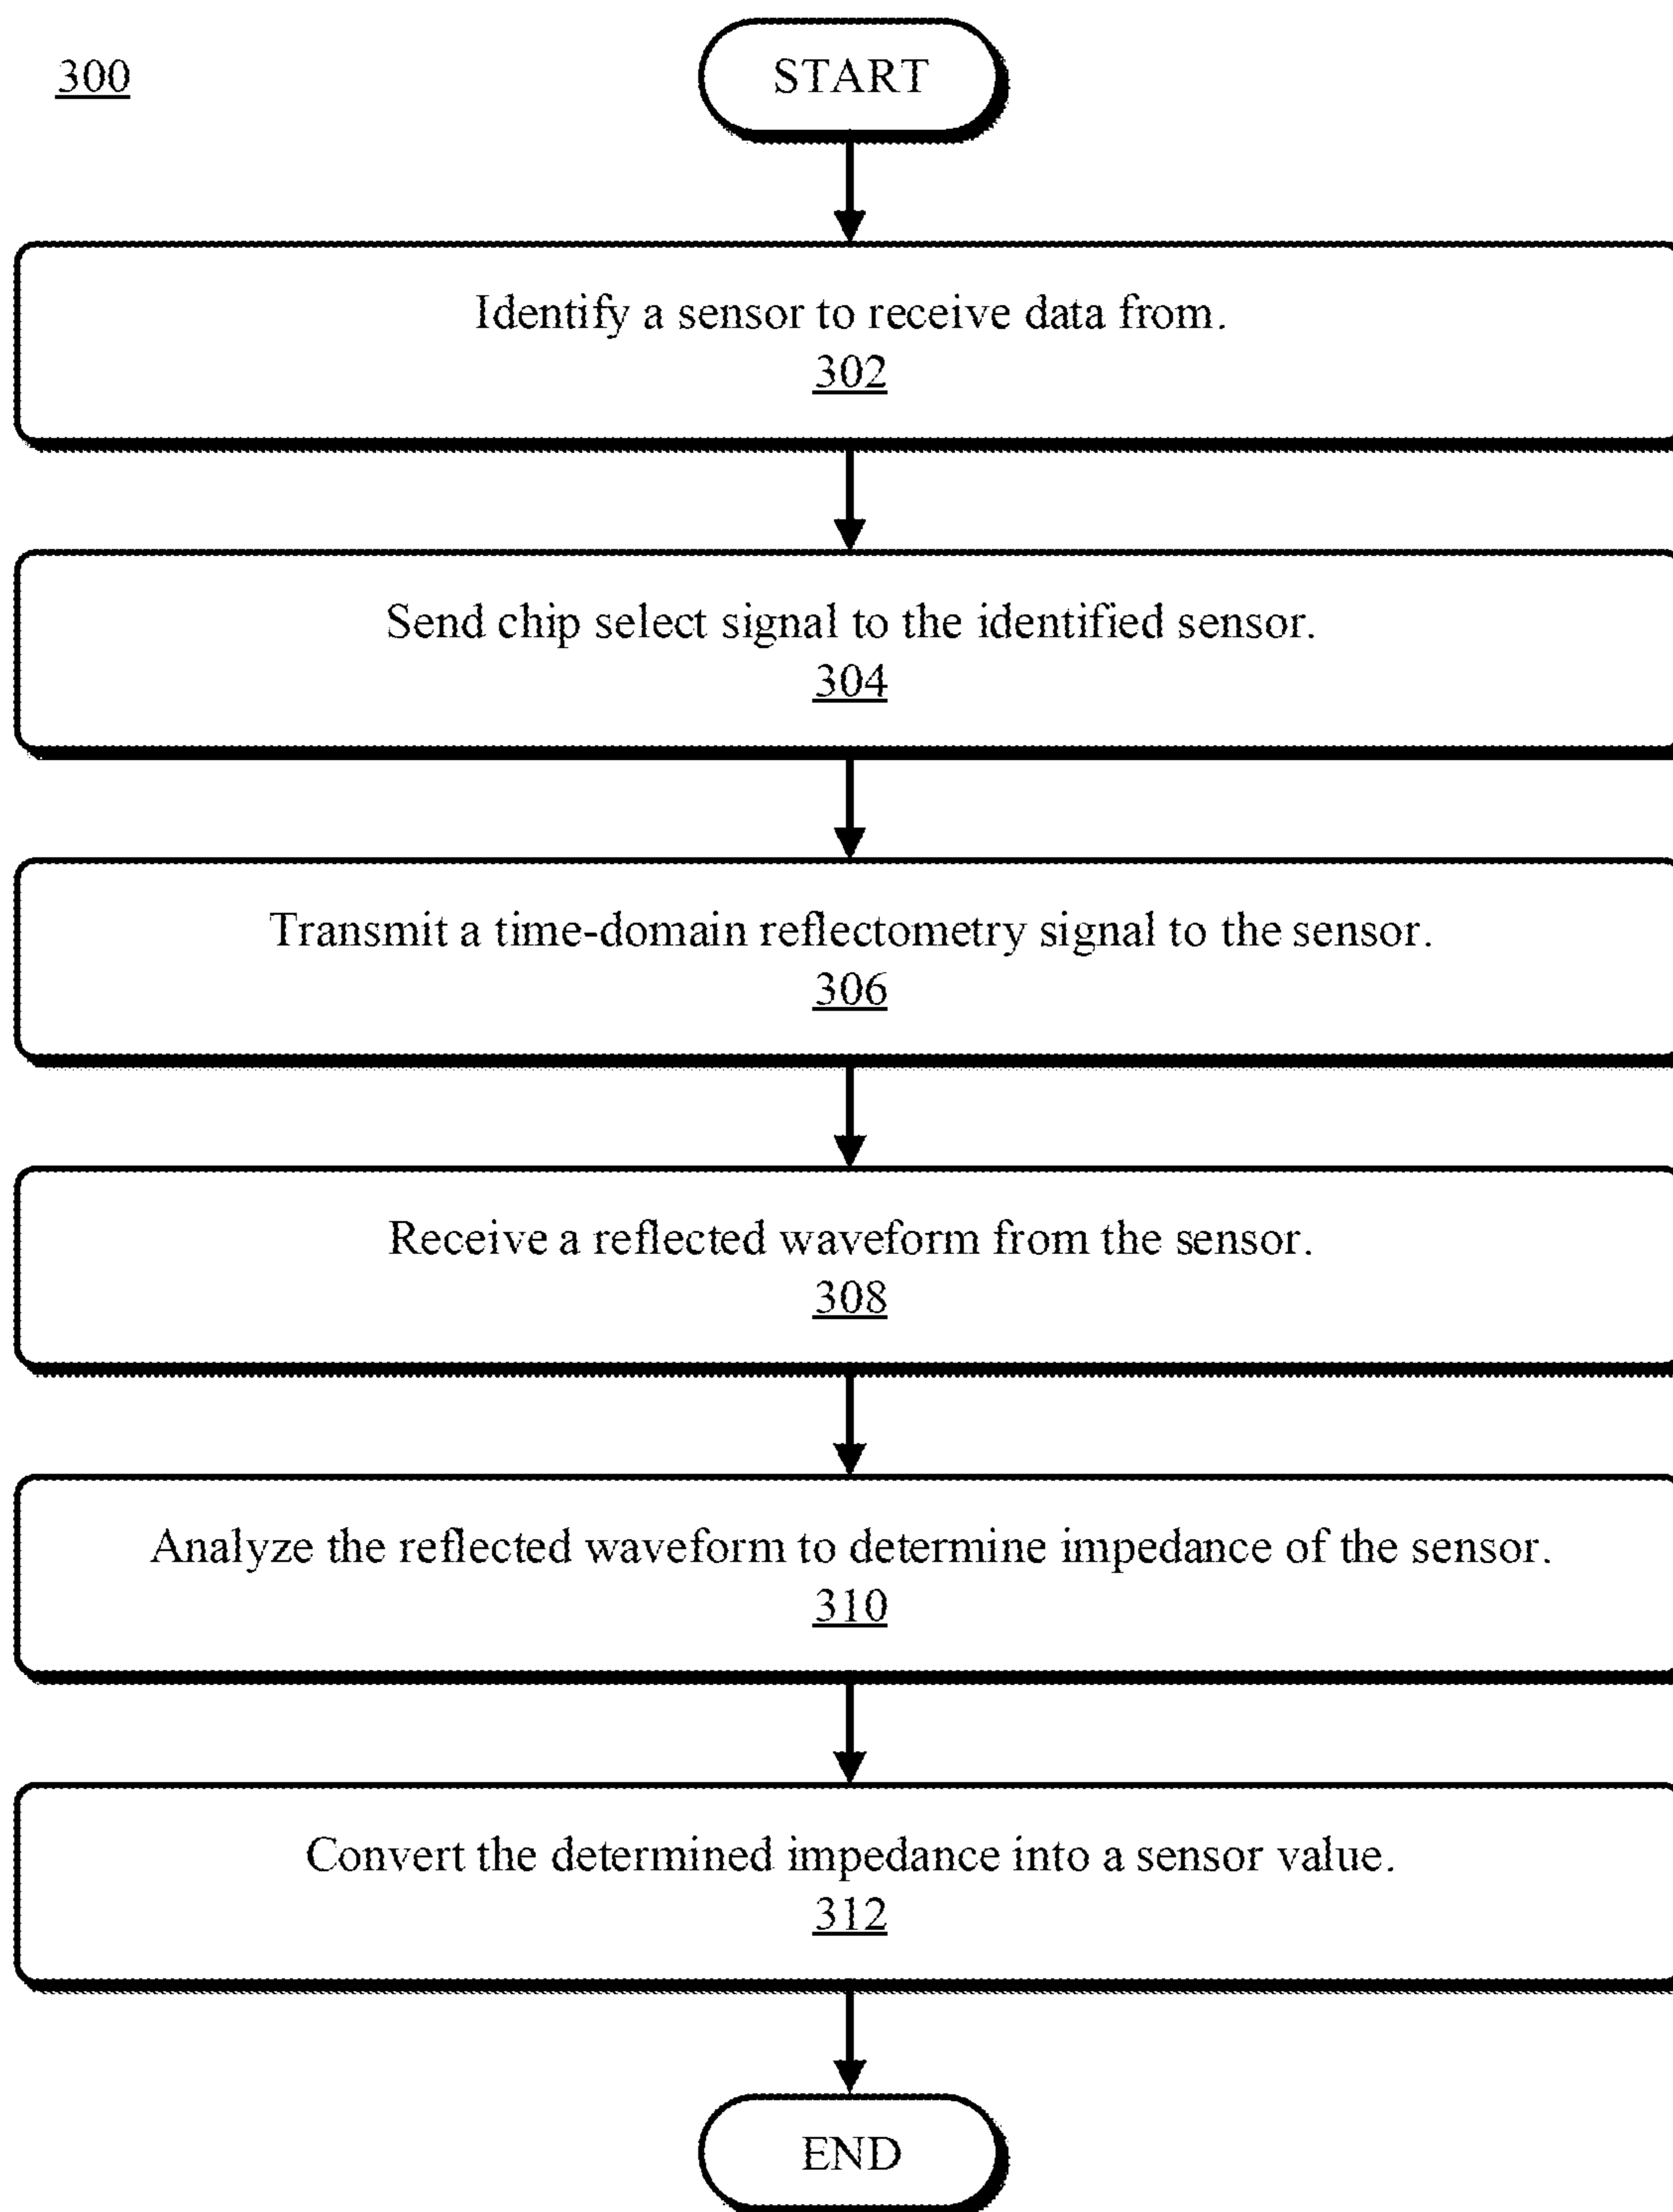 300
START
Identify a sensor to receive data from.
302
Send chip select signal to the identified sensor.
304
Transmit a time-domain reflectometry signal to the sensor.
306
Receive a reflected waveform from the sensor.
308
Analyze the reflected waveform to determine impedance of the sensor.
310
Convert the determined impedance into a sensor value.
312
END